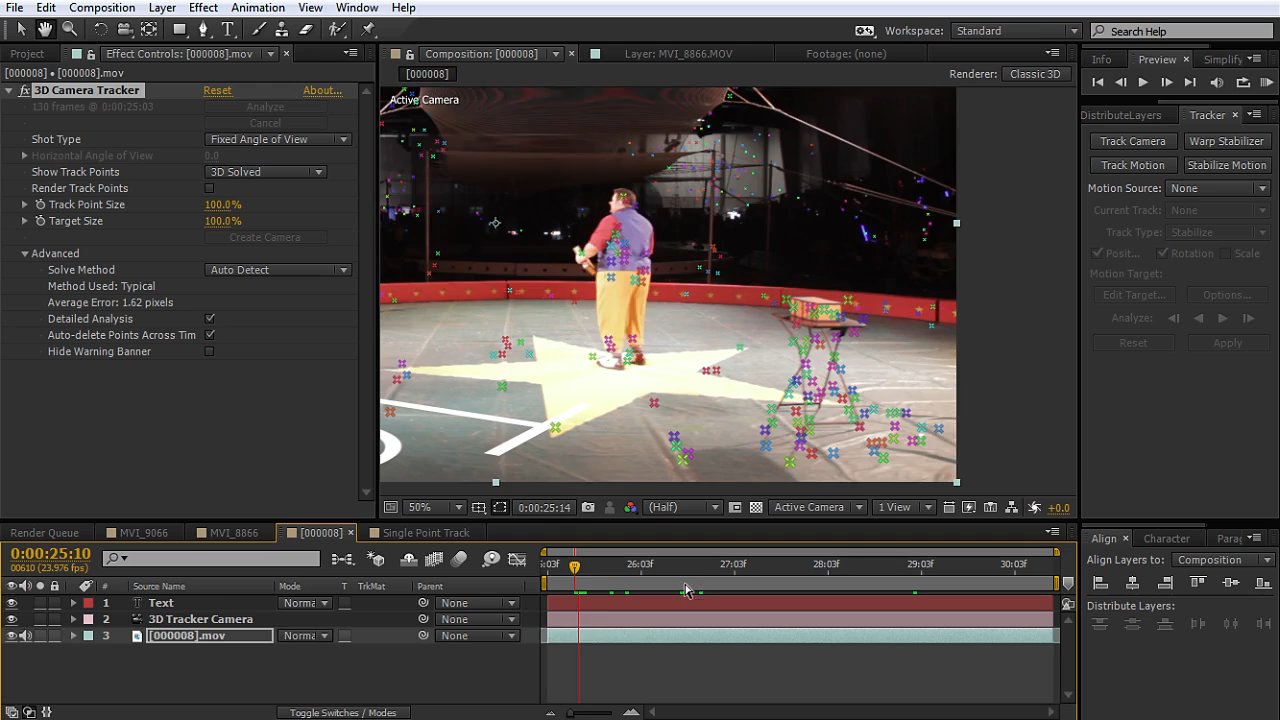 File Edit Composition Layer Effect Animation View Window Help
Workspace: Standard Search Help
Project Effect Controls: [000008].mov Composition: [000008] Layer: MVI_8866.MOV Footage: (none) Info Preview Simplify
[000008] • [000008].mov [000008] Renderer: Classic 3D
fx 3D Camera Tracker Reset About...
130 frames @ 0:00:25:03 Analyze
Cancel
Shot Type Fixed Angle of View
Horizontal Angle of View 0.0
Show Track Points 3D Solved
Render Track Points
Track Point Size 100.0%
Target Size 100.0%
Create Camera
Advanced
Solve Method Auto Detect
Method Used: Typical
Average Error: 1.62 pixels
Detailed Analysis
Auto-delete Points Across Tim
Hide Warning Banner
Active Camera
DistributeLayers Tracker
Track Camera Warp Stabilizer
Track Motion Stabilize Motion
Motion Source: None
Current Track: None
Track Type: Stabilize
Posit... Rotation Scale
Motion Target:
Edit Target... Options...
Analyze:
Reset Apply
50% 0:00:25:14 (Half) Active Camera 1 View +0.0
Render Queue MVI_9066 MVI_8866 [000008] Single Point Track
0:00:25:10
00610 (23.976 fps)
5:03f 26:03f 27:03f 28:03f 29:03f 30:03f
# Source Name Mode T TrkMat Parent
1 T Text Norma None
2 3D Tracker Camera None
3 [000008].mov Norma None
Toggle Switches / Modes
Align Character Parag
Align Layers to: Composition
Distribute Layers: